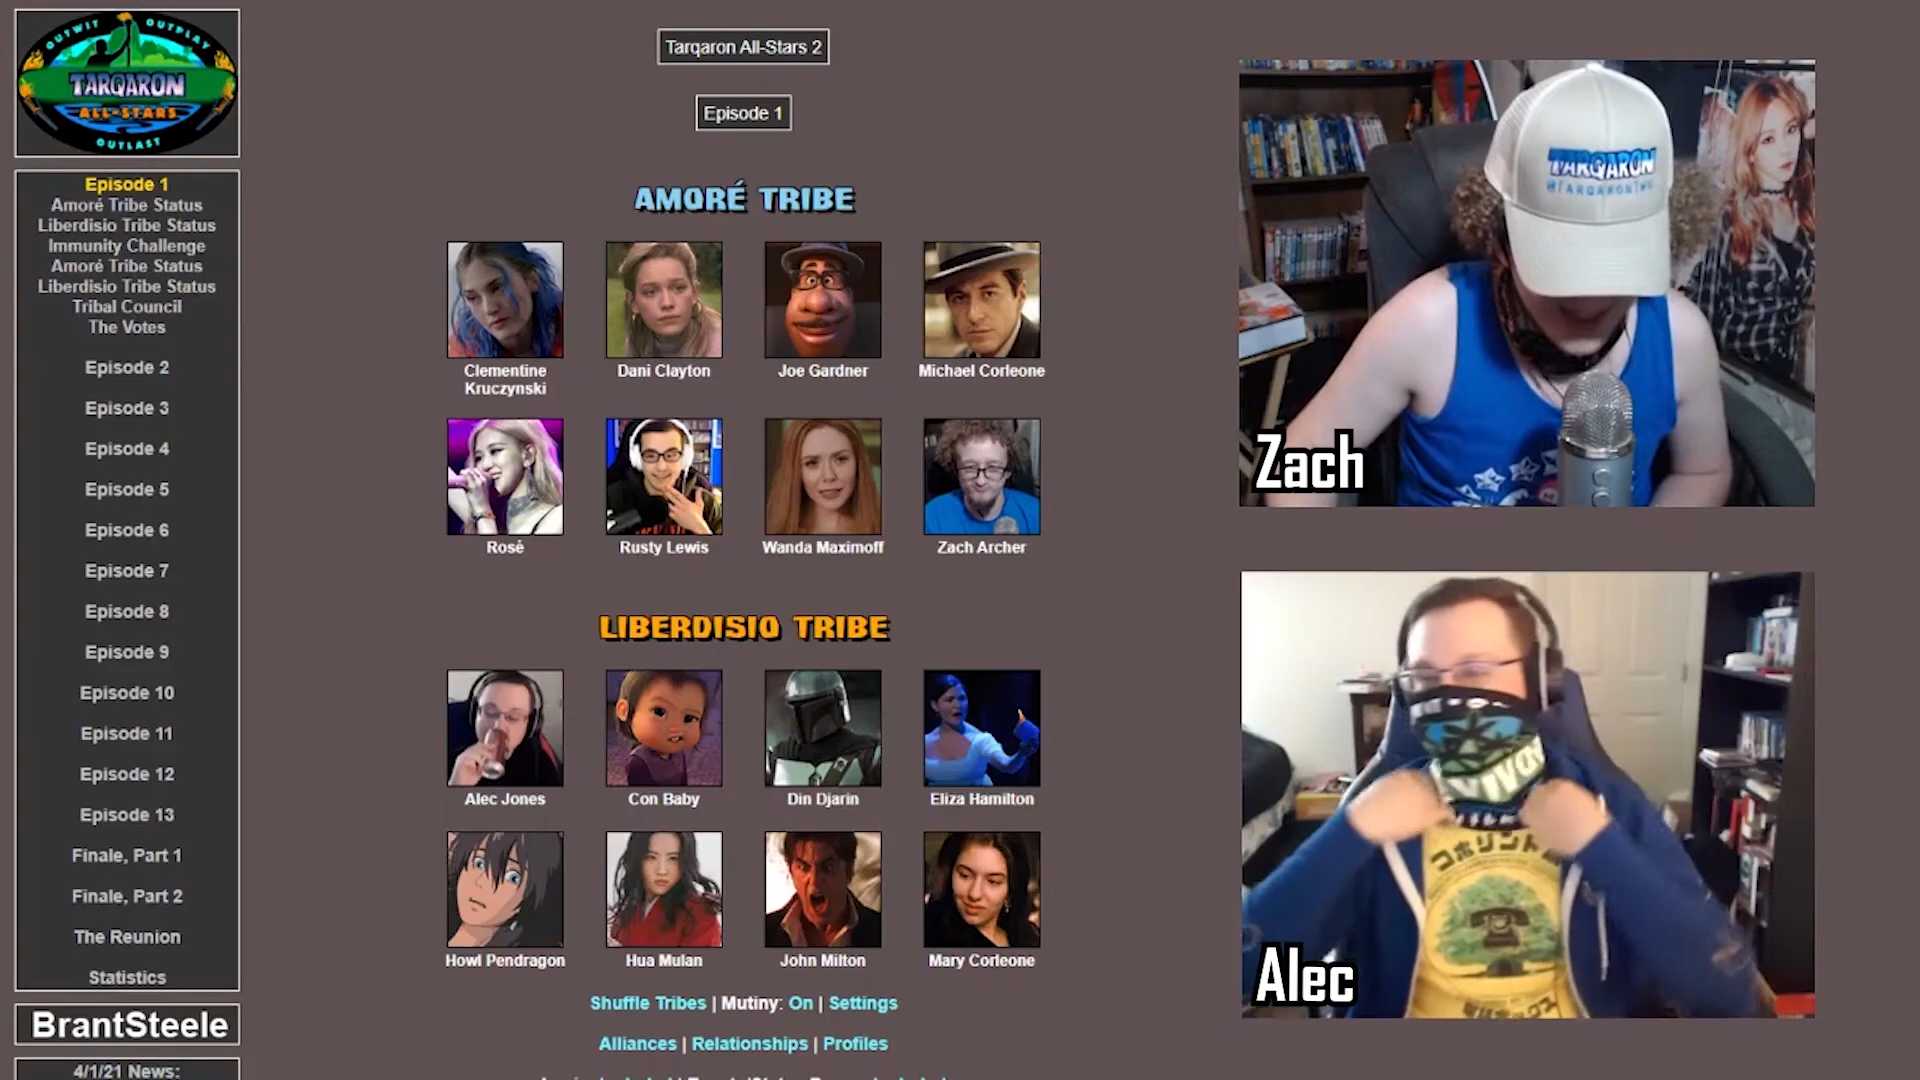 OUTWIT OUTPLAY
TARQARON
ALL-STARS
OUTLAST
Episode 1
Amoré Tribe Status
Liberdisio Tribe Status
Immunity Challenge
Amoré Tribe Status
Liberdisio Tribe Status
Tribal Council
The Votes
Episode 2
Episode 3
Episode 4
Episode 5
Episode 6
Episode 7
Episode 8
Episode 9
Episode 10
Episode 11
Episode 12
Episode 13
Finale, Part 1
Finale, Part 2
The Reunion
Statistics
BrantSteele
4/1/21 News:
Tarqaron All-Stars 2
Episode 1
AMORÉ TRIBE
Clementine
Kruczynski
Dani Clayton
Joe Gardner
Michael Corleone
Rosé
Rusty Lewis
Wanda Maximoff
Zach Archer
LIBERDISIO TRIBE
Alec Jones
Con Baby
Din Djarin
Eliza Hamilton
Howl Pendragon
Hua Mulan
John Milton
Mary Corleone
Shuffle Tribes | Mutiny: On | Settings
Alliances | Relationships | Profiles
TARQARON
@TARQARONTWO
Zach
コボリンド
Alec